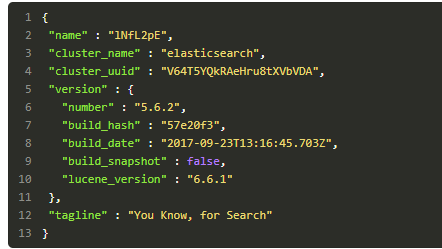 1 {
2 "name" : "lNfL2pE",
3 "cluster_name" : "elasticsearch",
4 "cluster_uuid" : "V64T5YQkRAeHru8tXVbVDA",
5 "version" : {
6 "number" : "5.6.2",
7 "build_hash" : "57e20f3",
8 "build_date" : "2017-09-23T13:16:45.703Z",
9 "build_snapshot" : false,
10 "lucene_version" : "6.6.1"
11 },
12 "tagline" : "You Know, for Search"
13 }